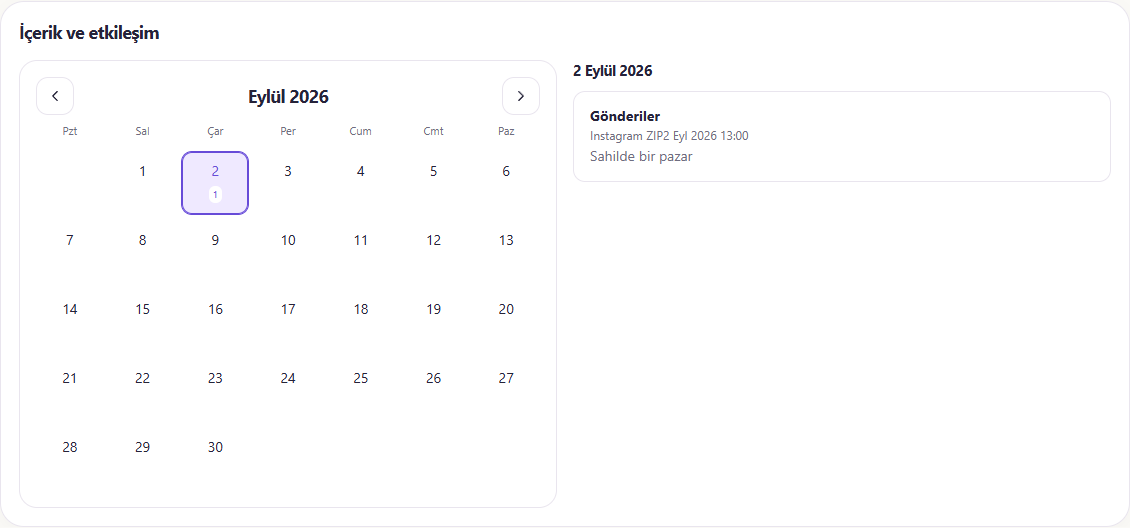 İçerik ve etkileşim
Eylül 2026
Pzt Sal Çar Per Cum Cmt Paz
1 2 3 4 5 6
1
7 8 9 10 11 12 13
14 15 16 17 18 19 20
21 22 23 24 25 26 27
28 29 30
2 Eylül 2026
Gönderiler
Instagram ZIP2 Eyl 2026 13:00
Sahilde bir pazar